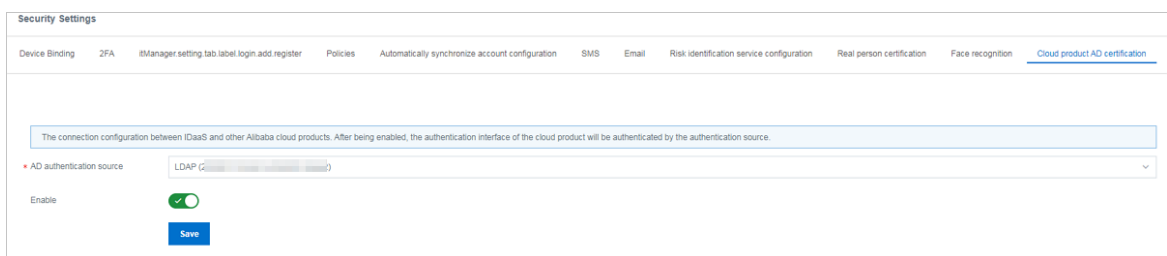 Security Settings
Device Binding 2FA itManager.setting.tab.label.login.add.register Policies Automatically synchronize account configuration SMS Email Risk identification service configuration Real person certification Face recognition Cloud product AD certification
The connection configuration between IDaaS and other Alibaba cloud products. After being enabled, the authentication interface of the cloud product will be authenticated by the authentication source.
* AD authentication source LDAP (2
Enable
Save